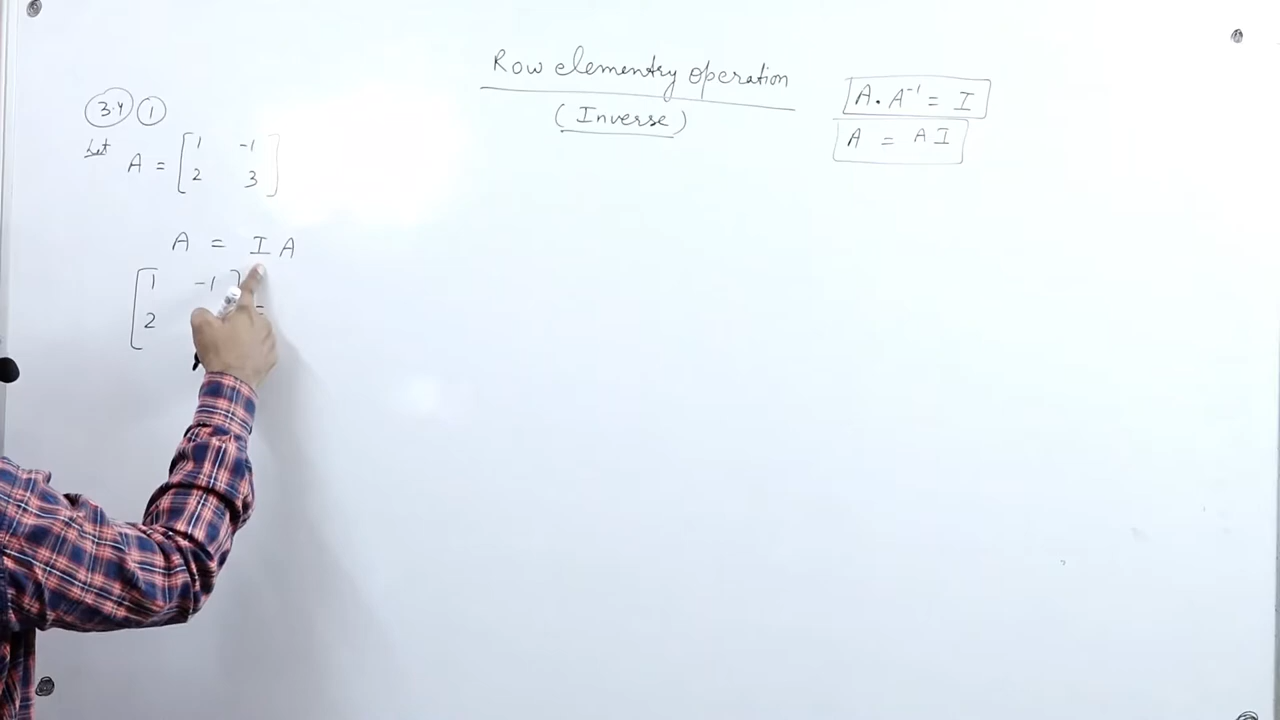 Row elementry operation
(Inverse)
A . A⁻¹ = I
A = A I
3.4 1
Let A = [1 -1
2 3]
A = I A
[1 -1]
2 =